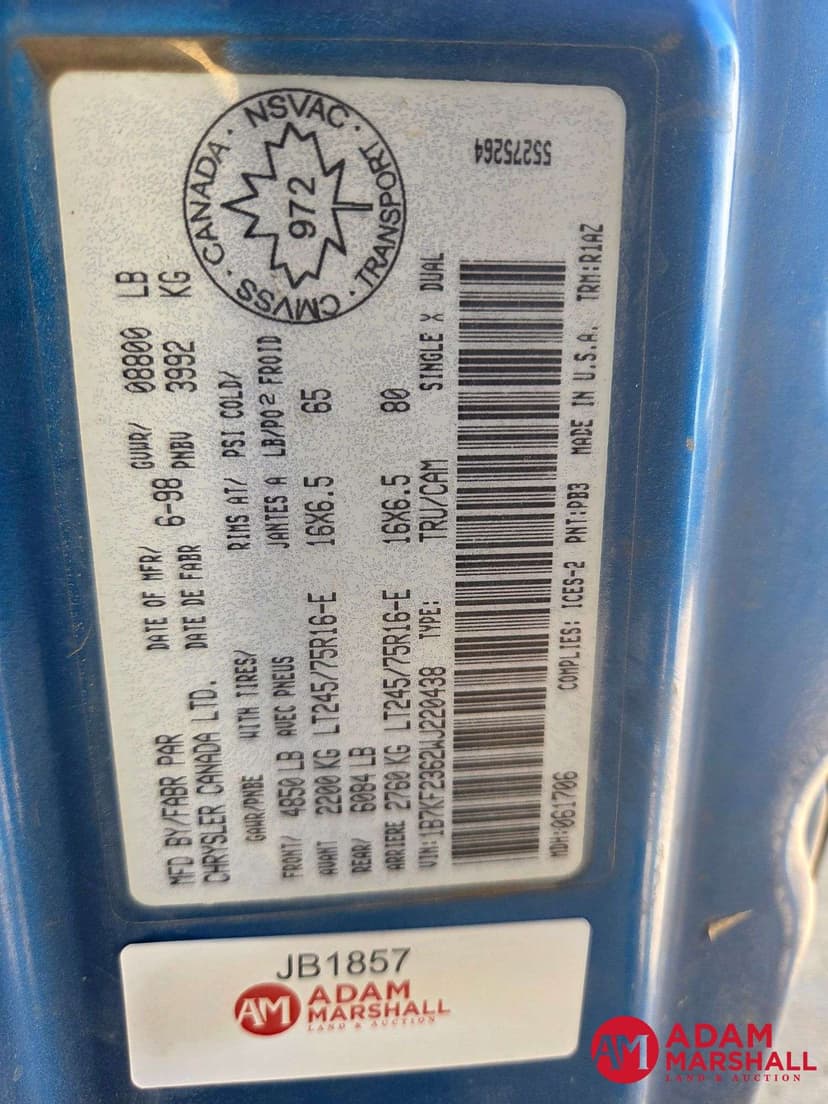 MFD BY/FABR PAR
CHRYSLER CANADA LTD.
DATE OF MFR/
6-98
DATE DE FABR
GVWR/
PNBV
08800 LB
3992 KG
CANADA · NSVAC · TRANSPORT · CMVSS ·
972
GAWR/PNBE WITH TIRES/ RIMS AT/ PSI COLD/
AVEC PNEUS JANTES A LB/PO2 FROID
FRONT/ 4850 LB
AVANT 2200 KG LT245/75R16-E 16X6.5 65
REAR/ 6084 LB
ARRIERE 2760 KG LT245/75R16-E 16X6.5 80
VIN:1B7KF2362WJ220438 TYPE: TRU/CAM SINGLE X DUAL
MDH:061706 COMPLIES: ICES-2 PNT:PB3 MADE IN U.S.A. TRM:R1AZ
55275264
JB1857
AM ADAM
MARSHALL
LAND & AUCTION
AM ADAM
MARSHALL
LAND & AUCTION